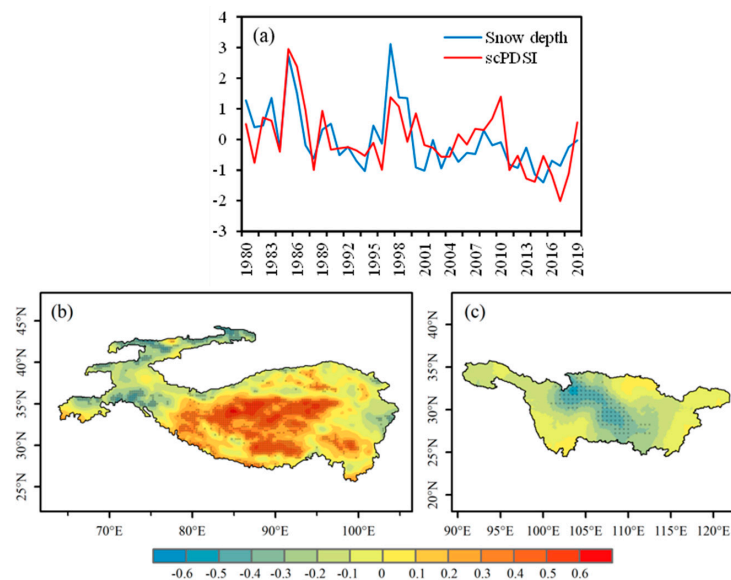 (a)
Snow depth
scPDSI
4
3
2
1
0
-1
-2
-3
1980 1983 1986 1989 1992 1995 1998 2001 2004 2007 2010 2013 2016 2019
(b)
45°N
40°N
35°N
30°N
25°N
70°E 80°E 90°E 100°E
(c)
40°N
35°N
30°N
25°N
20°N
90°E 95°E 100°E 105°E 110°E 115°E 120°E
-0.6 -0.5 -0.4 -0.3 -0.2 -0.1 0 0.1 0.2 0.3 0.4 0.5 0.6